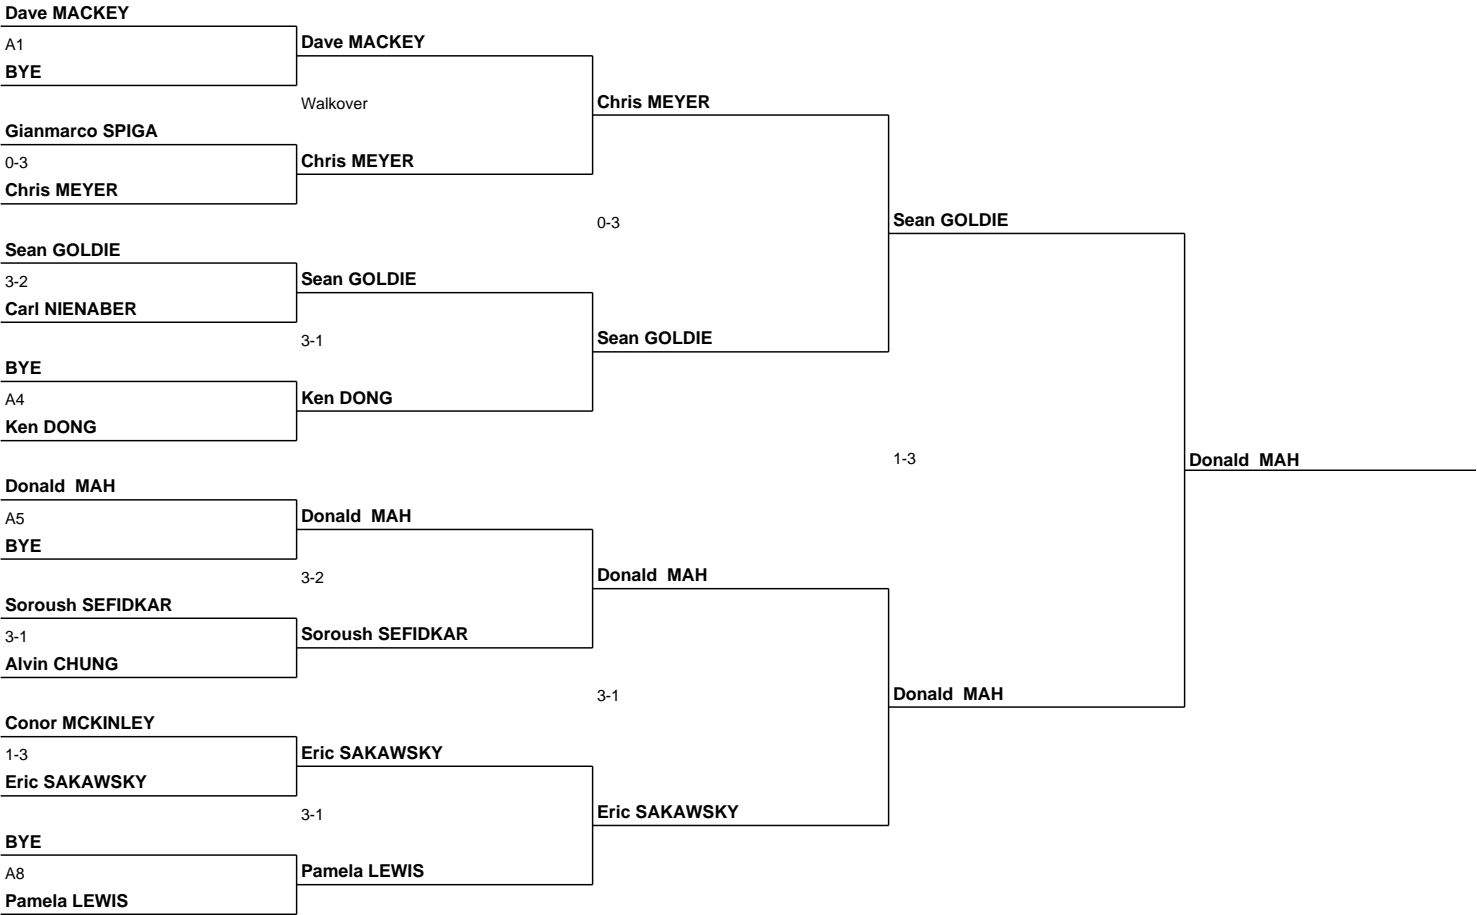 Dave MACKEY
A1
BYE
Gianmarco SPIGA
0-3
Chris MEYER
Sean GOLDIE
3-2
Carl NIENABER
BYE
A4
Ken DONG
Donald  MAH
A5
BYE
Soroush SEFIDKAR
3-1
Alvin CHUNG
Conor MCKINLEY
1-3
Eric SAKAWSKY
BYE
A8
Pamela LEWIS
Dave MACKEY
Walkover
Chris MEYER
Sean GOLDIE
3-1
Ken DONG
Donald  MAH
3-2
Soroush SEFIDKAR
Eric SAKAWSKY
3-1
Pamela LEWIS
Chris MEYER
0-3
Sean GOLDIE
Donald  MAH
3-1
Eric SAKAWSKY
Sean GOLDIE
1-3
Donald  MAH
Donald  MAH